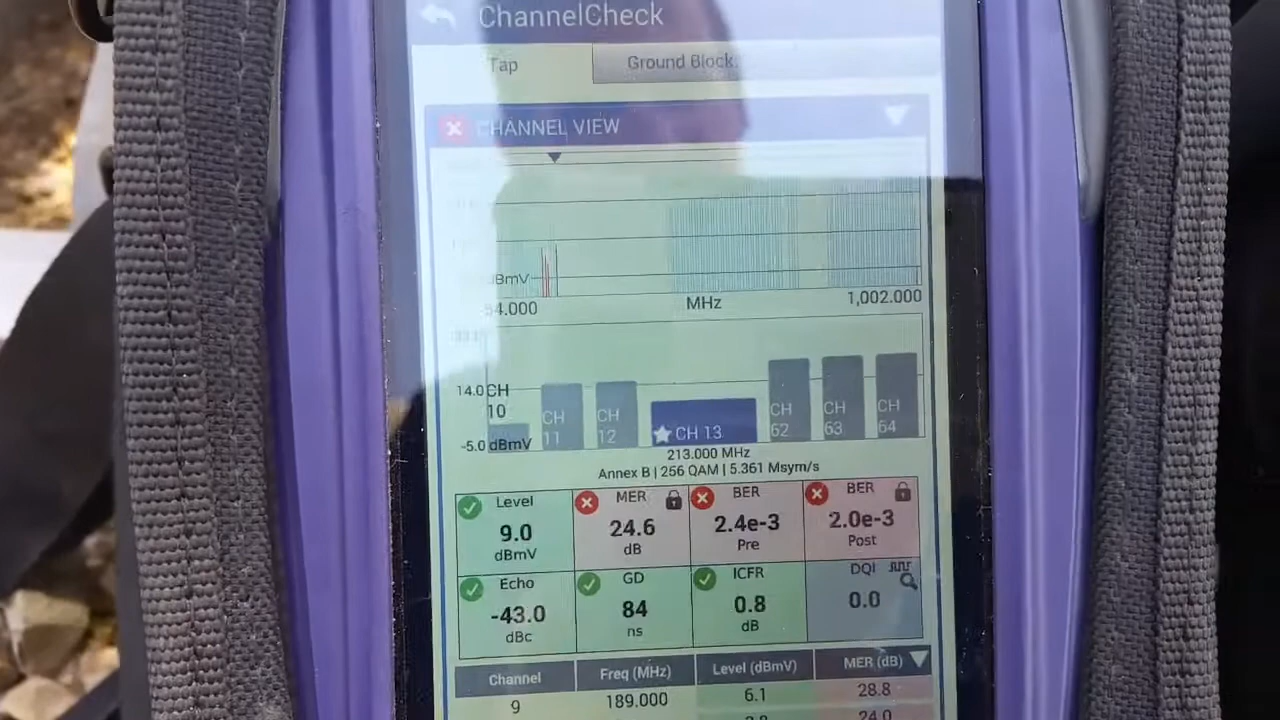 ChannelCheck
Tap
Ground Block
CHANNEL VIEW
dBmV
54.000 MHz 1,002.000
14.0 CH
10
CH
11
CH
12
CH 13
CH
62
CH
63
CH
64
-5.0 dBmV
213.000 MHz
Annex B | 256 QAM | 5.361 Msym/s
Level
9.0
dBmV
MER
24.6
dB
BER
2.4e-3
Pre
BER
2.0e-3
Post
Echo
-43.0
dBc
GD
84
ns
ICFR
0.8
dB
DQI
0.0
Channel Freq (MHz) Level (dBmV) MER (dB)
9 189.000 6.1 28.8
24.0